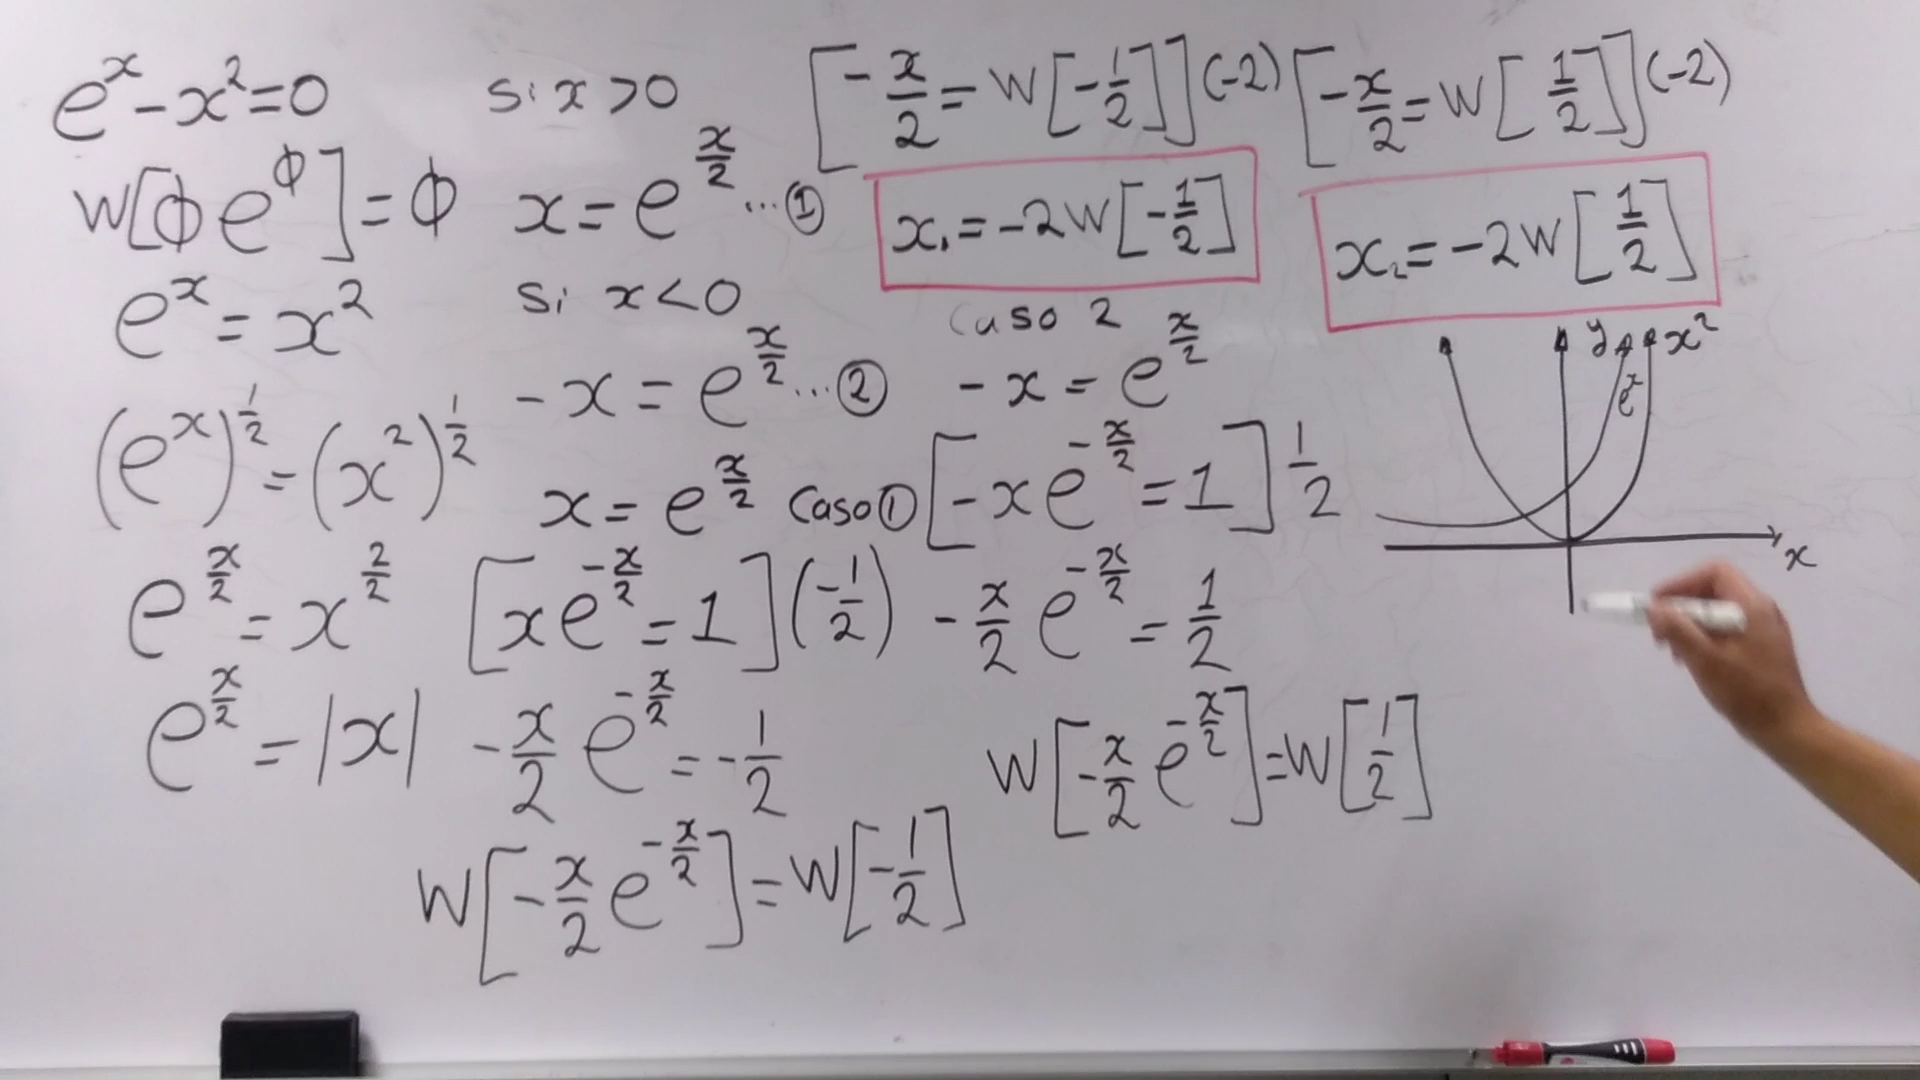 e^x - x^2 = 0
W[ϕe^ϕ] = ϕ
e^x = x^2
(e^x)^{1/2} = (x^2)^{1/2}
e^{x/2} = x^{2/2}
e^{x/2} = |x|
si x > 0
x = e^{x/2} ...①
si x < 0
-x = e^{x/2} ...②
x = e^{x/2} Caso①
[xe^{-x/2} = 1](-1/2)
-x/2 e^{-x/2} = -1/2
W[-x/2 e^{-x/2}] = W[-1/2]
[-x/2 = W[-1/2]](-2)
x₁ = -2W[-1/2]
Caso 2
-x = e^{x/2}
[-xe^{-x/2} = 1] 1/2
-x/2 e^{-x/2} = 1/2
W[-x/2 e^{-x/2}] = W[1/2]
[-x/2 = W[1/2]](-2)
x₂ = -2W[1/2]
y
x^2
e^x
x